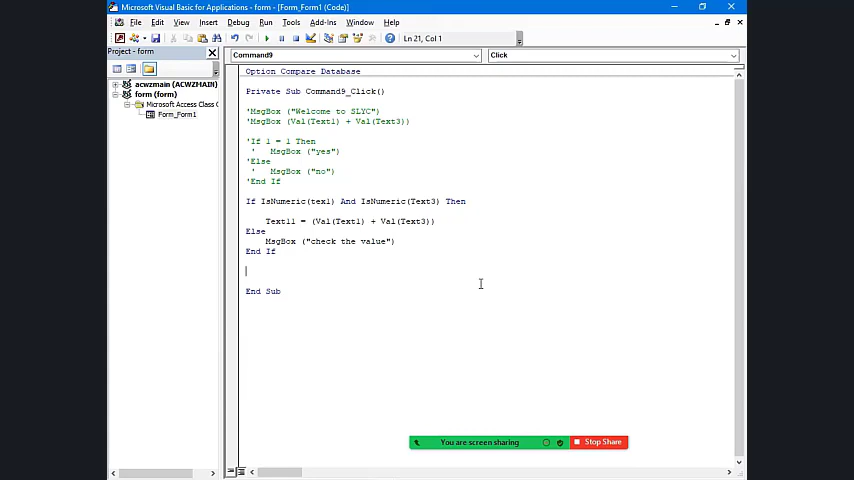 Microsoft Visual Basic for Applications - form - [Form_Form1 (Code)]
File Edit View Insert Format Debug Run Tools Add-Ins Window Help
Ln 21, Col 1
Project - form
Command9
Click
acwzmain (ACWZMAIN)
form (form)
Microsoft Access Class O
Form_Form1
Option Compare Database
Private Sub Command9_Click()
'MsgBox ("Welcome to SLYC")
'MsgBox (Val(Text1) + Val(Text3))
'If 1 = 1 Then
'   MsgBox ("yes")
'Else
'   MsgBox ("no")
'End If
If IsNumeric(tex1) And IsNumeric(Text3) Then
Text11 = (Val(Text1) + Val(Text3))
Else
MsgBox ("check the value")
End If
End Sub
You are screen sharing
Stop Share